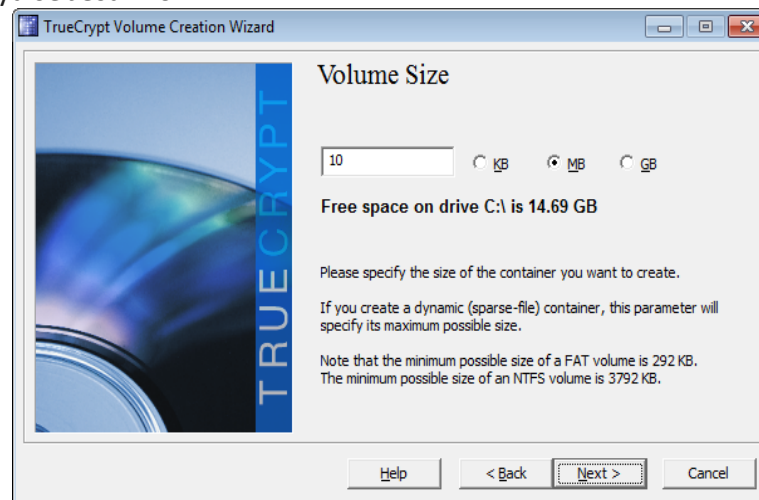 TrueCrypt Volume Creation Wizard
Volume Size
TRUECRYPT
10 KB MB GB
Free space on drive C:\ is 14.69 GB
Please specify the size of the container you want to create.
If you create a dynamic (sparse-file) container, this parameter will
specify its maximum possible size.
Note that the minimum possible size of a FAT volume is 292 KB.
The minimum possible size of an NTFS volume is 3792 KB.
Help < Back Next > Cancel